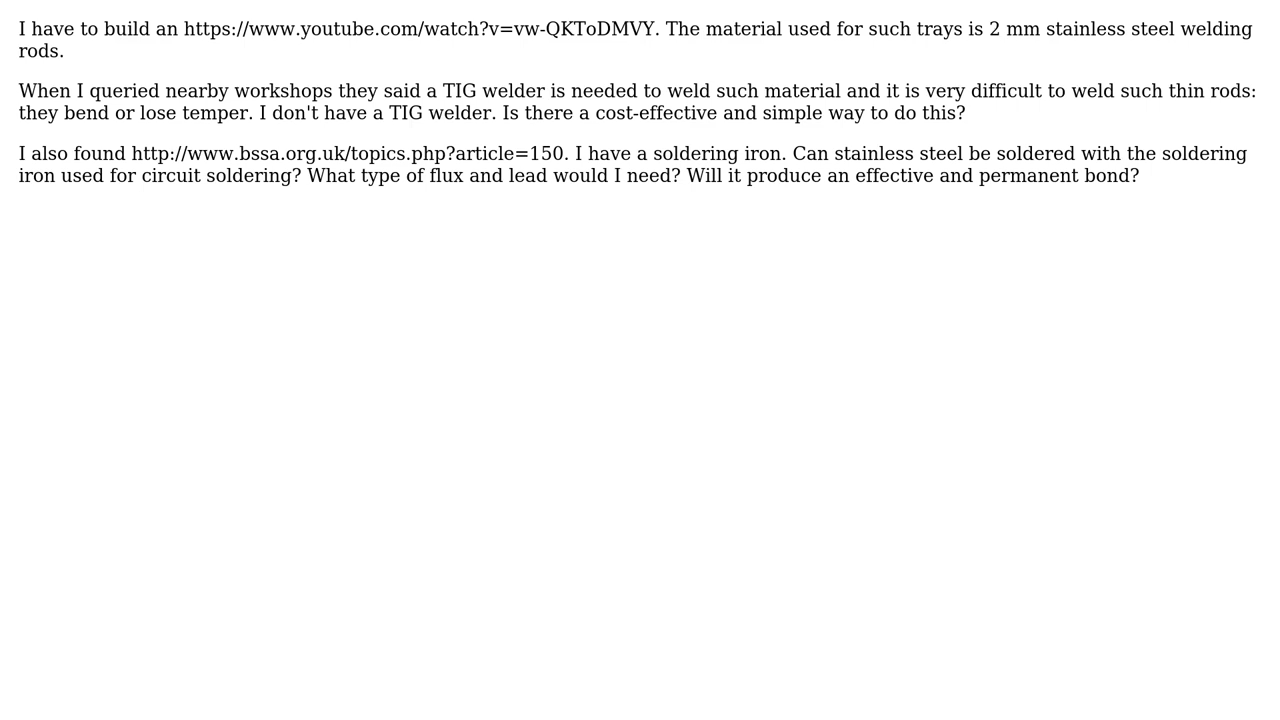 I have to build an https://www.youtube.com/watch?v=vw-QKToDMVY. The material used for such trays is 2 mm stainless steel welding
rods.
When I queried nearby workshops they said a TIG welder is needed to weld such material and it is very difficult to weld such thin rods:
they bend or lose temper. I don't have a TIG welder. Is there a cost-effective and simple way to do this?
I also found http://www.bssa.org.uk/topics.php?article=150. I have a soldering iron. Can stainless steel be soldered with the soldering
iron used for circuit soldering? What type of flux and lead would I need? Will it produce an effective and permanent bond?